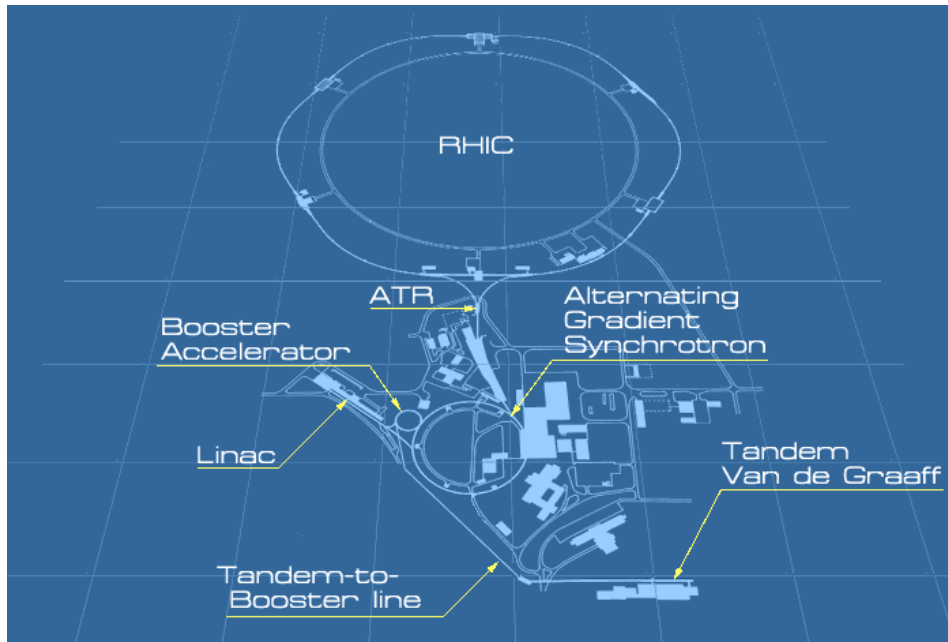 RHIC
ATR
Alternating
Gradient
Synchrotron
Booster
Accelerator
Linac
Tandem
Van de Graaff
Tandem-to-
Booster line